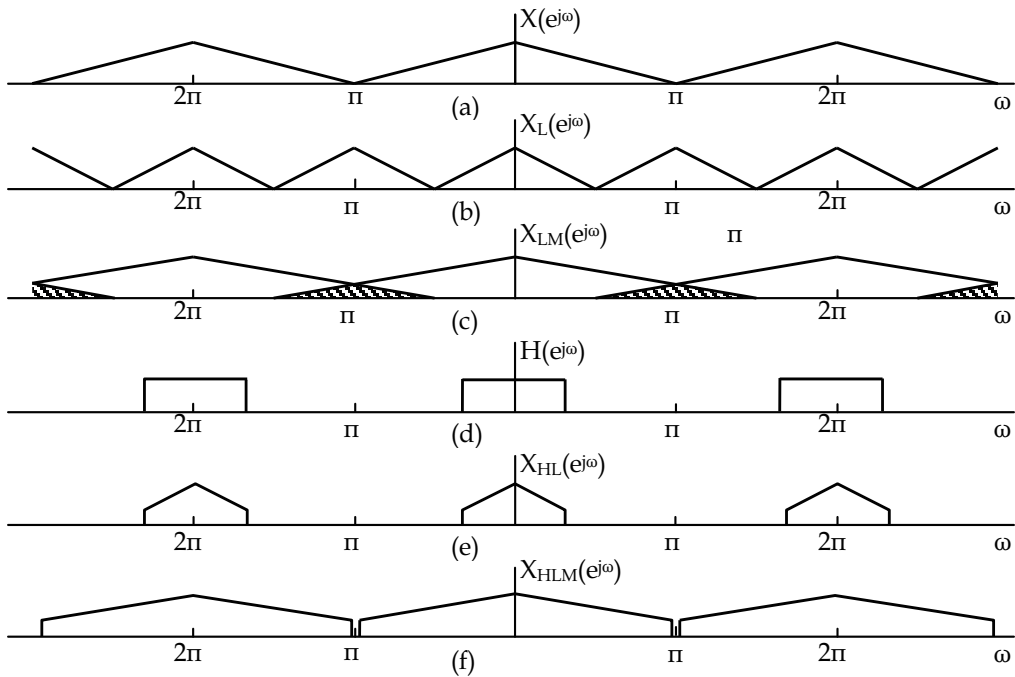 X(e^jω)
2π π π 2π ω
(a)
X_L(e^jω)
2π π π 2π ω
(b)
X_LM(e^jω) π
2π π π 2π ω
(c)
H(e^jω)
2π π π 2π ω
(d)
X_HL(e^jω)
2π π π 2π ω
(e)
X_HLM(e^jω)
2π π π 2π ω
(f)